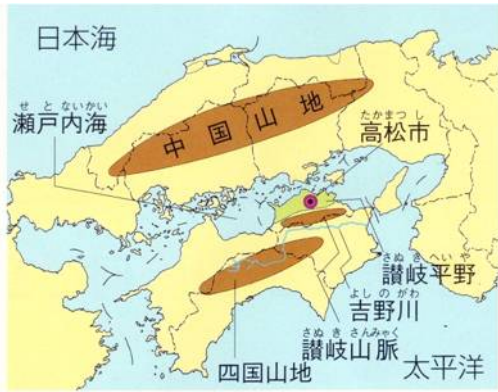 日本海
せとないかい
瀬戸内海
中国山地
たかまつし
高松市
さぬきへいや
讃岐平野
よしのがわ
吉野川
さぬきさんみゃく
讃岐山脈
四国山地
太平洋